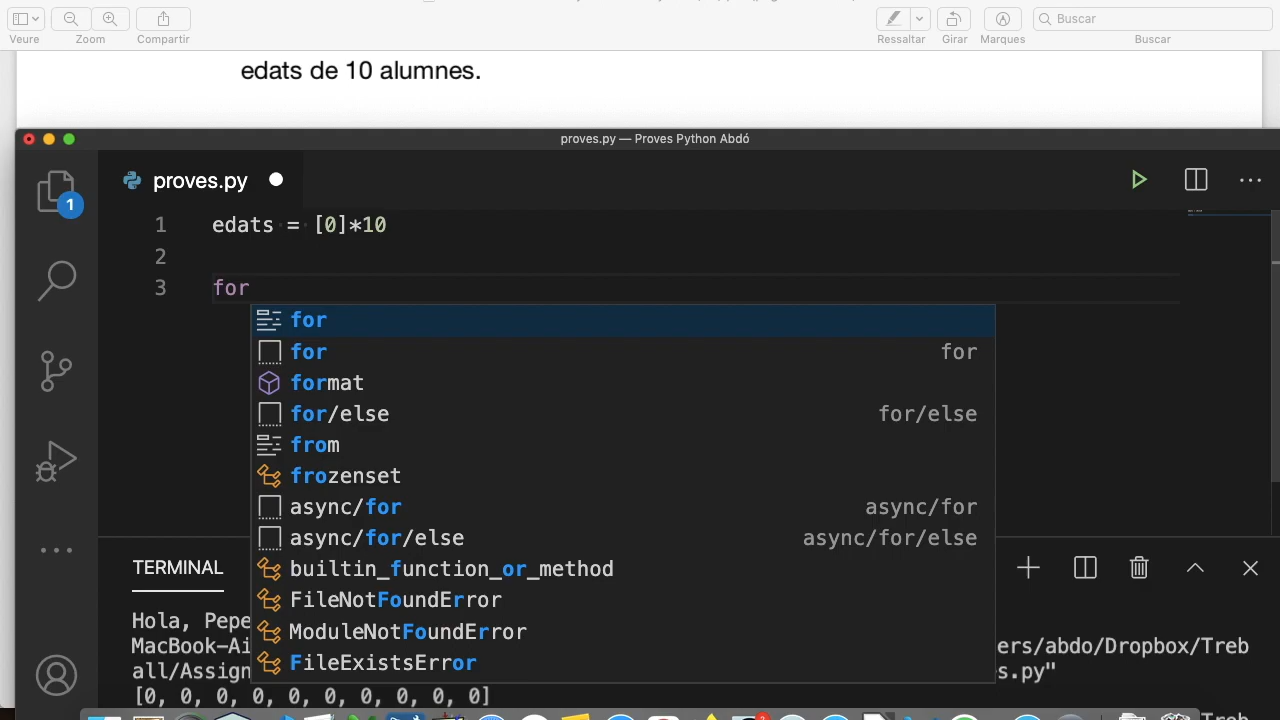 Veure
Zoom
Compartir
Ressaltar
Girar
Marques
Buscar
Buscar
edats de 10 alumnes.
proves.py — Proves Python Abdó
proves.py
1
1 edats = [0]*10
2
3 for
for
for for
format
for/else for/else
from
frozenset
async/for async/for
async/for/else async/for/else
builtin_function_or_method
FileNotFoundError
ModuleNotFoundError
FileExistsError
TERMINAL
Hola, Pepe
MacBook-Ai ers/abdo/Dropbox/Treb
all/Assign s.py"
[0, 0, 0, 0, 0, 0, 0, 0, 0, 0]